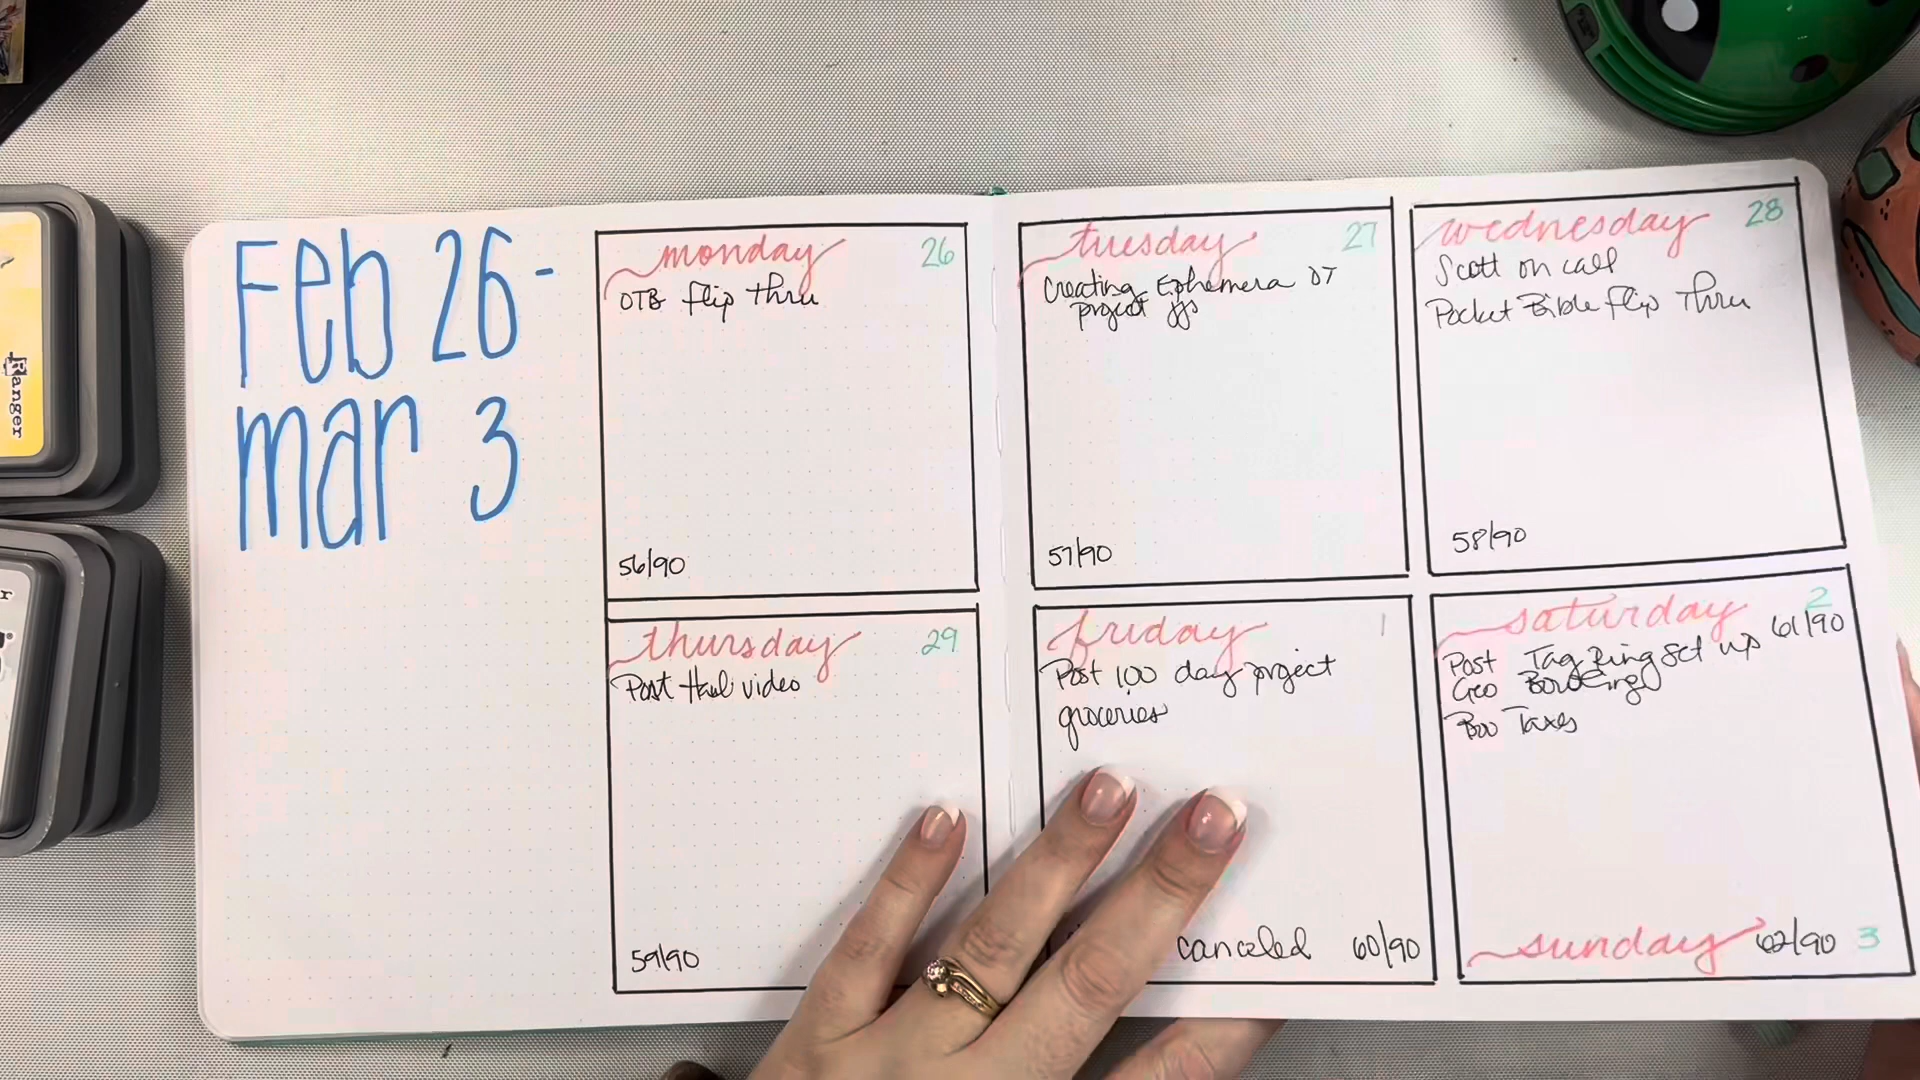 Feb 26 -
mar 3
monday 26
OTB flip thru
56/90
tuesday 27
Creating Ephemera DT
project jjs
57/90
wednesday 28
Scott on call
Pocket Bible flip Thru
58/90
thursday 29
Post Haul video
59/90
friday 1
Post 100 day project
groceries
canceled 60/90
saturday 2
61/90
Post Tag Ring set up
Geo Bowling
Boo Taxes
sunday 62/90 3
Ranger